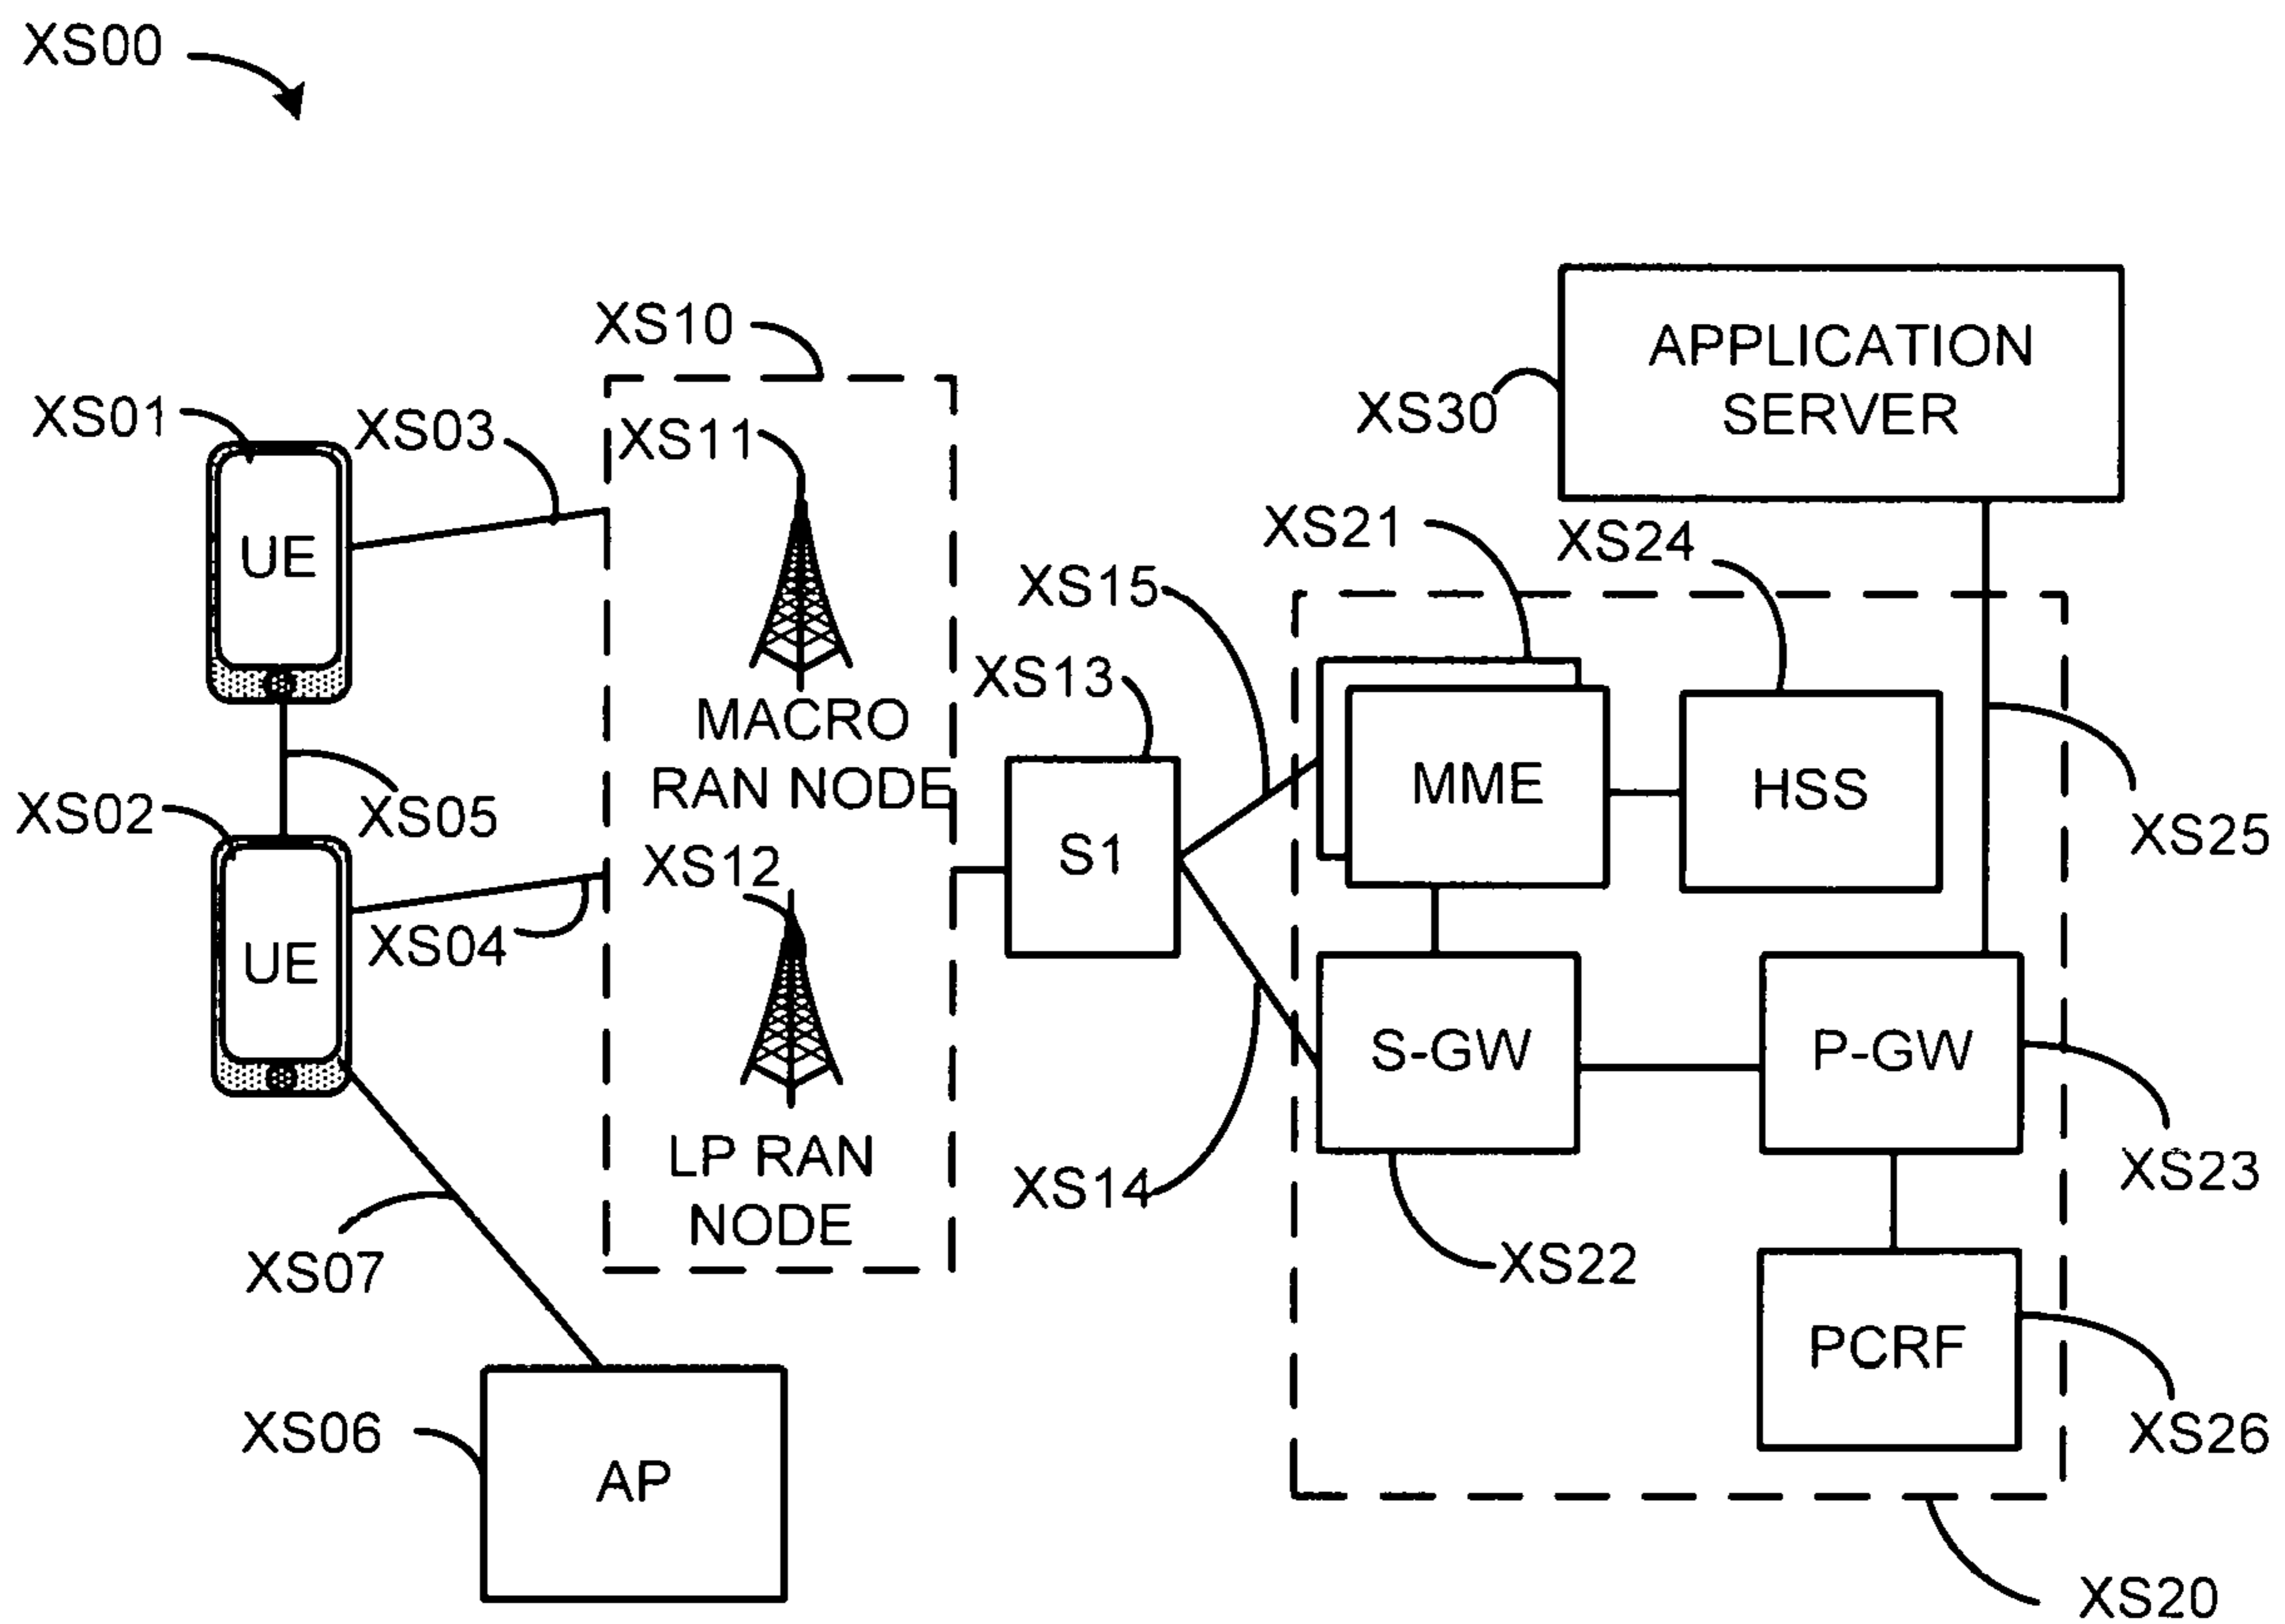 XS00
XS10
APPLICATION
SERVER
XS30
XS01
XS03
XS11
UE
XS21
XS24
XS15
XS13
MACRO
RAN NODE
MME
HSS
XS02
XS05
XS25
S1
XS12
XS04
UE
S-GW
P-GW
LP RAN
NODE
XS14
XS23
XS07
XS22
PCRF
XS06
AP
XS26
XS20